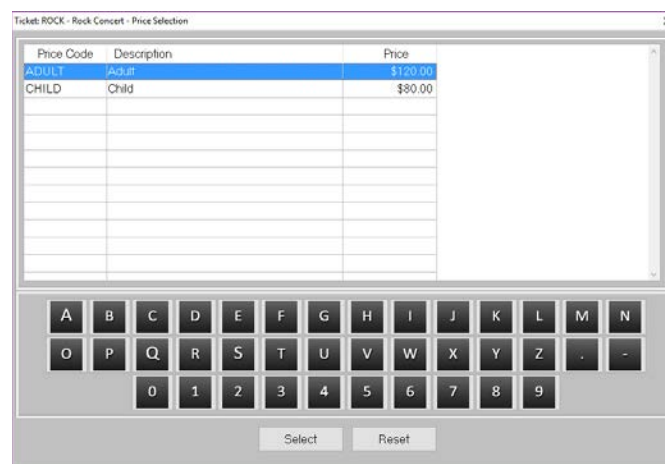 Ticket: ROCK - Rock Concert - Price Selection
Price Code Description Price
ADULT Adult $120.00
CHILD Child $80.00
A B C D E F G H I J K L M N
O P Q R S T U V W X Y Z . -
0 1 2 3 4 5 6 7 8 9
Select Reset